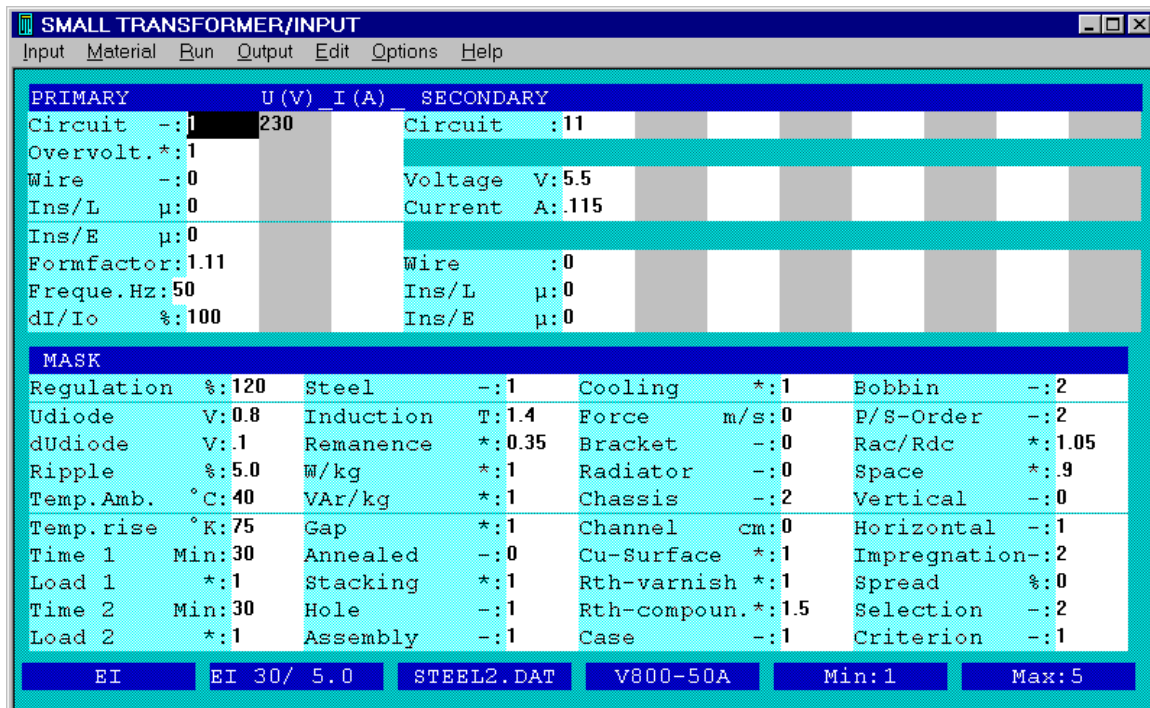 SMALL TRANSFORMER/INPUT
Input Material Run Output Edit Options Help
PRIMARY U(V)_I(A)_ SECONDARY
Circuit -:1 230 Circuit :11
Overvolt.*:1
Wire -:0 Voltage V:5.5
Ins/L µ:0 Current A:.115
Ins/E µ:0
Formfactor:1.11 Wire :0
Freque.Hz:50 Ins/L µ:0
dI/Io %:100 Ins/E µ:0
MASK
Regulation %:120 Steel -:1 Cooling *:1 Bobbin -:2
Udiode V:0.8 Induction T:1.4 Force m/s:0 P/S-Order -:2
dUdiode V:.1 Remanence *:0.35 Bracket -:0 Rac/Rdc *:1.05
Ripple %:5.0 W/kg *:1 Radiator -:0 Space *:.9
Temp.Amb. °C:40 VAr/kg *:1 Chassis -:2 Vertical -:0
Temp.rise °K:75 Gap *:1 Channel cm:0 Horizontal -:1
Time 1 Min:30 Annealed -:0 Cu-Surface *:1 Impregnation-:2
Load 1 *:1 Stacking *:1 Rth-varnish *:1 Spread %:0
Time 2 Min:30 Hole -:1 Rth-compoun.*:1.5 Selection -:2
Load 2 *:1 Assembly -:1 Case -:1 Criterion -:1
EI EI 30/ 5.0 STEEL2.DAT V800-50A Min:1 Max:5